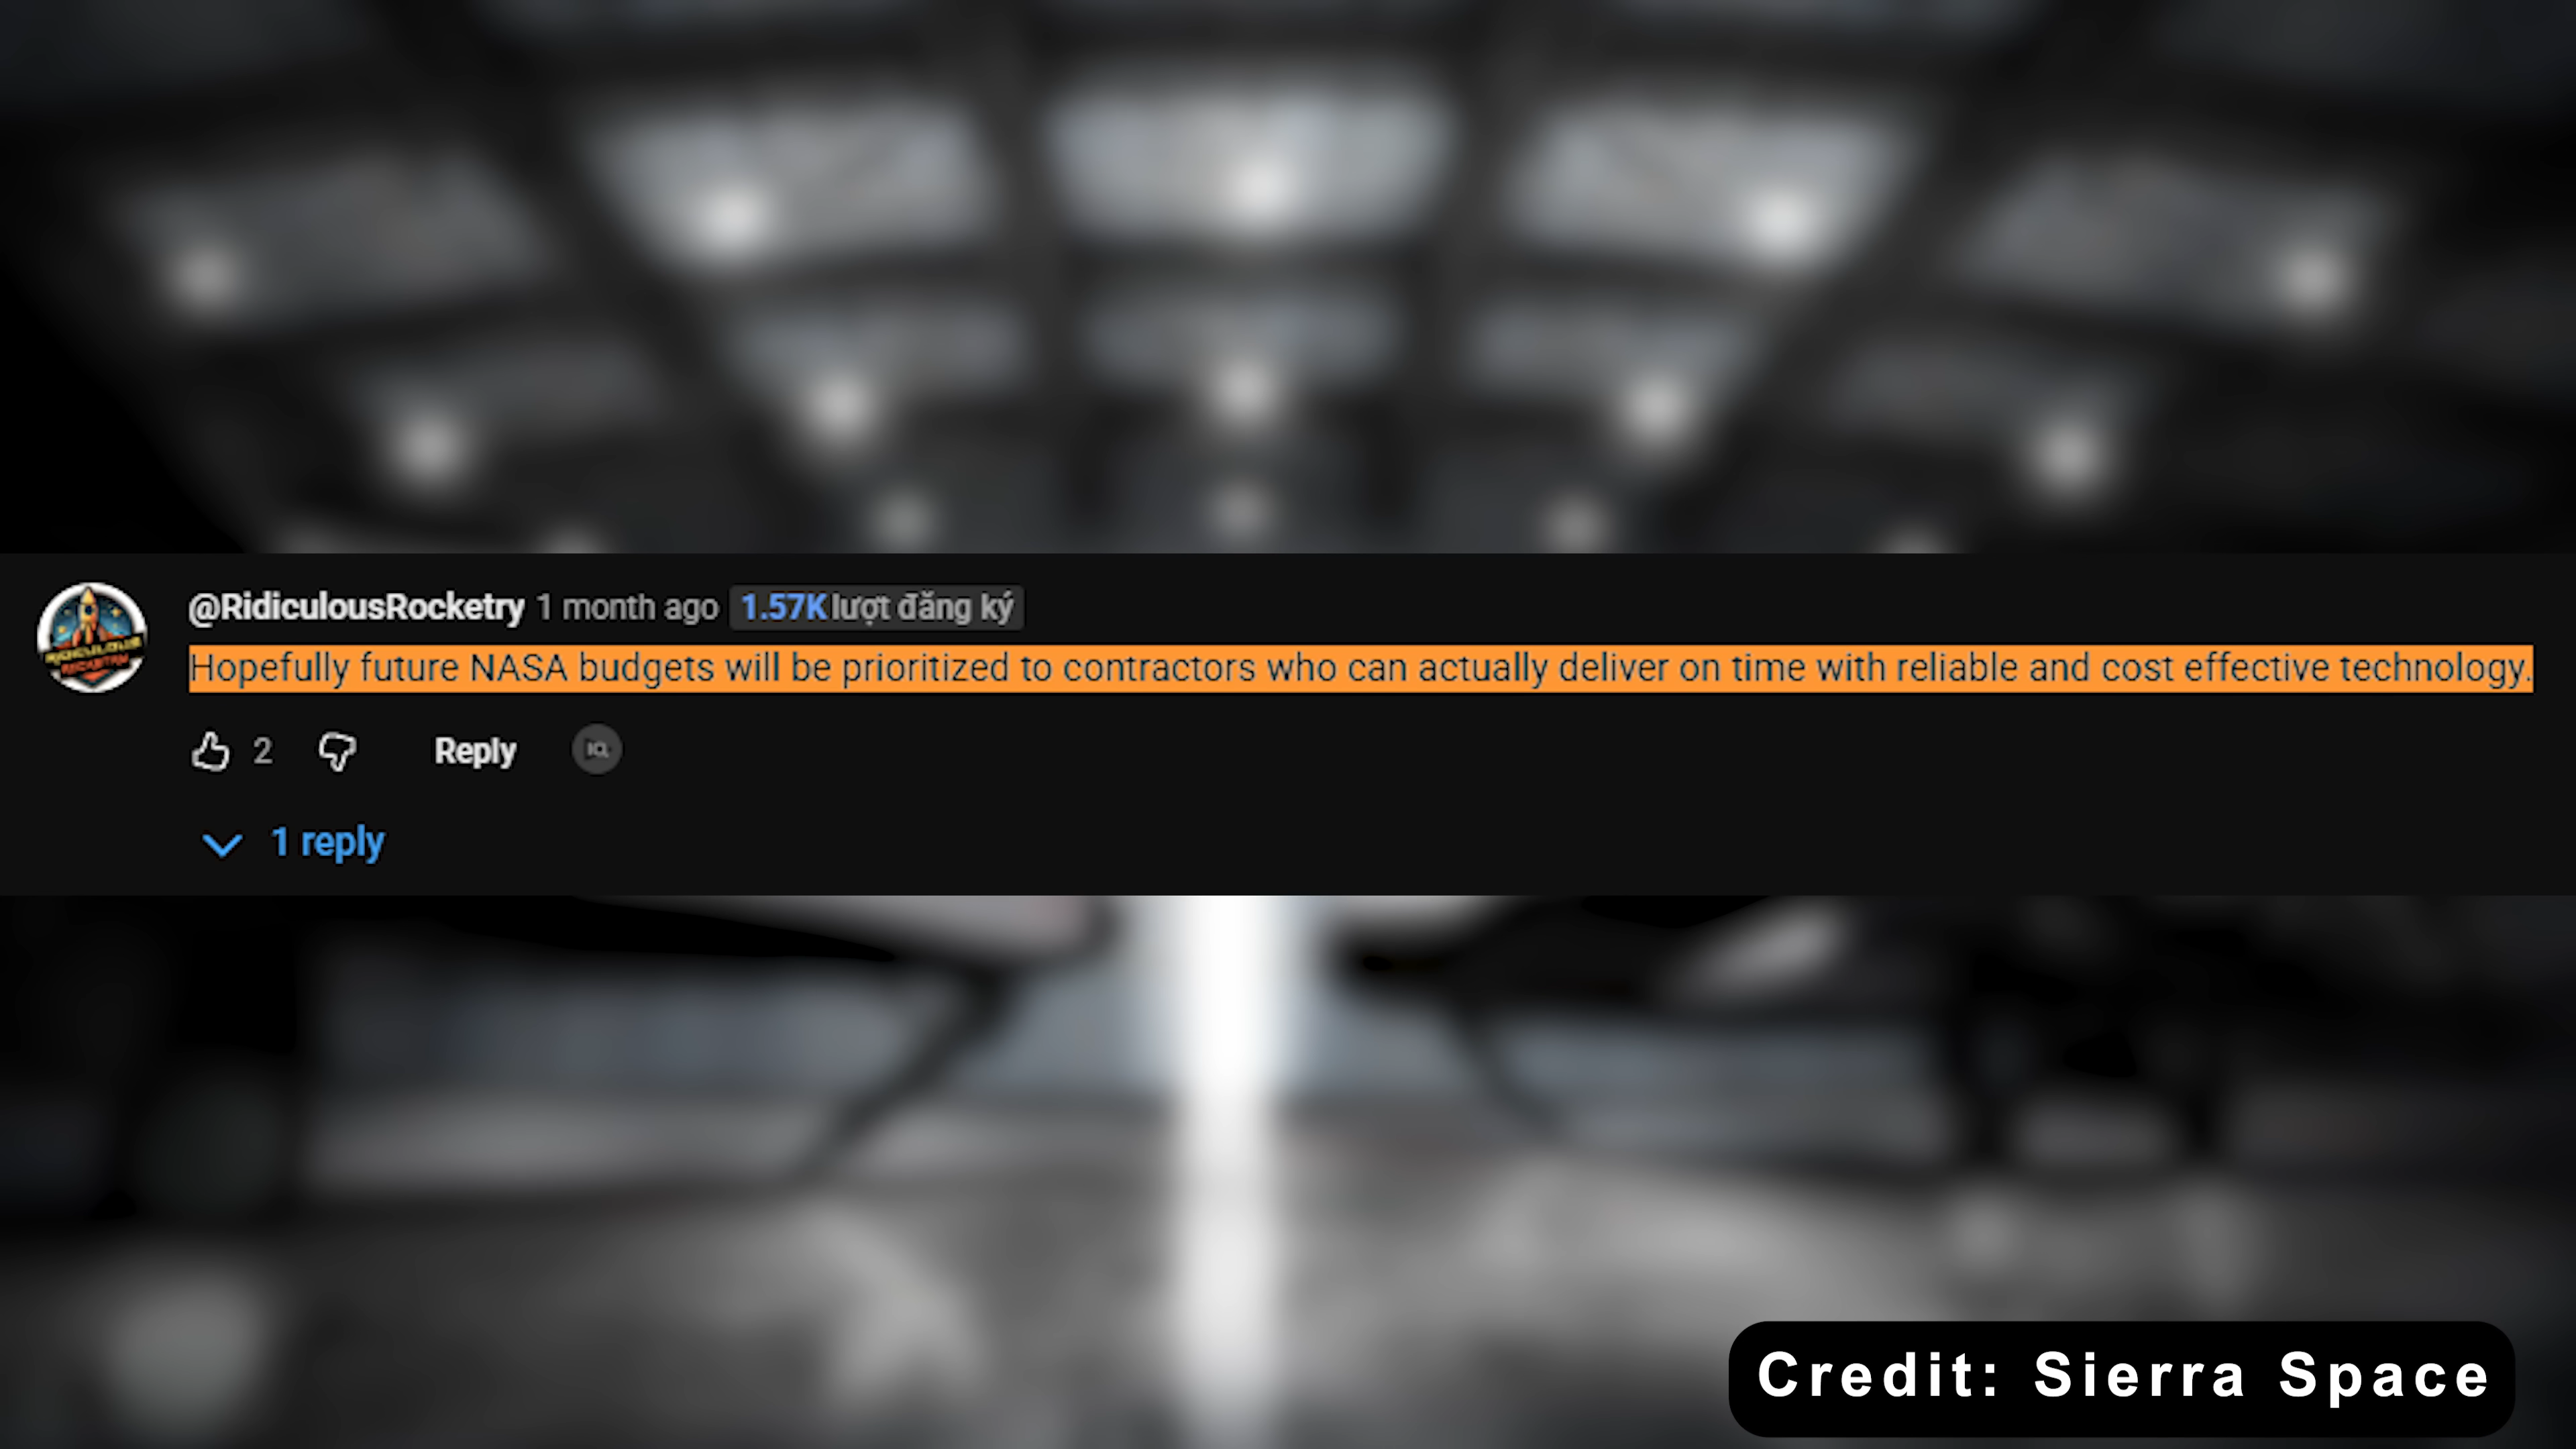 @RidiculousRocketry 1 month ago 1.57K lượt đăng ký
Hopefully future NASA budgets will be prioritized to contractors who can actually deliver on time with reliable and cost effective technology.
2 Reply
1 reply
Credit: Sierra Space